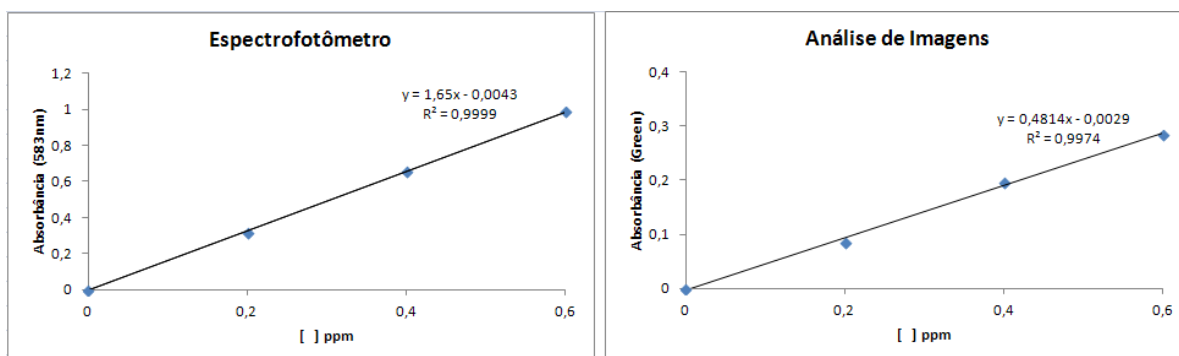 Espectrofotômetro
1,2
1
0,8
0,6
0,4
0,2
0
Absorbância (583nm)
y = 1,65x - 0,0043
R² = 0,9999
0
0,2
0,4
0,6
[ ] ppm
Análise de Imagens
0,4
0,3
0,2
0,1
0
Absorbância (Green)
y = 0,4814x - 0,0029
R² = 0,9974
0
0,2
0,4
0,6
[ ] ppm